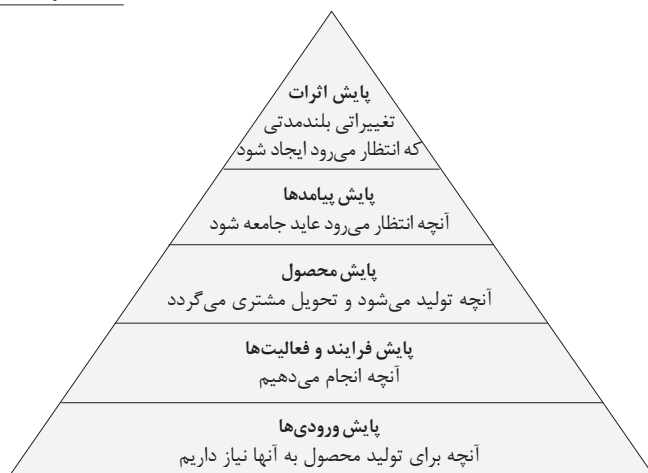 پایش اثرات
تغییراتی بلندمدتی
که انتظار می‌رود ایجاد شود
پایش پیامدها
آنچه انتظار می‌رود عاید جامعه شود
پایش محصول
آنچه تولید می‌شود و تحویل مشتری می‌گردد
پایش فرایند و فعالیت‌ها
آنچه انجام می‌دهیم
پایش ورودی‌ها
آنچه برای تولید محصول به آنها نیاز داریم